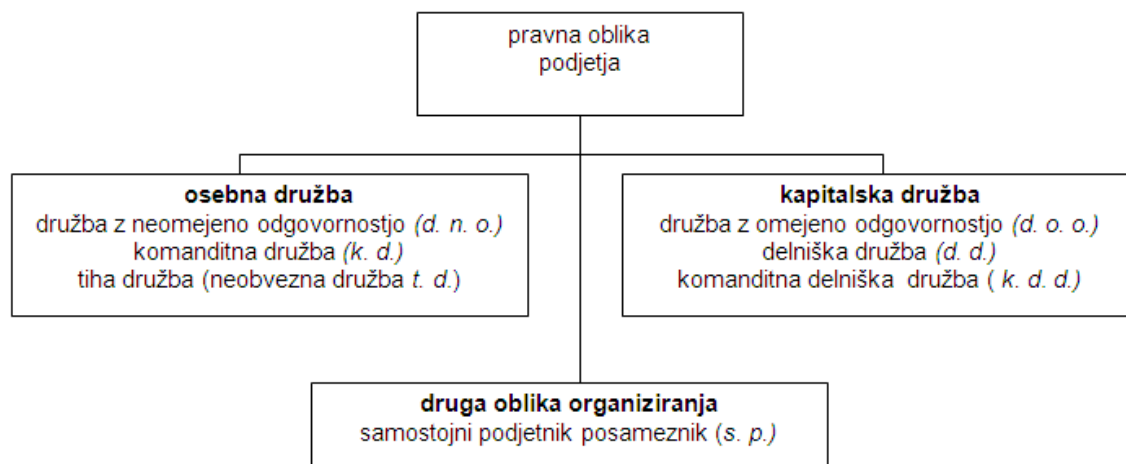 pravna oblika
podjetja
osebna družba
družba z neomejeno odgovornostjo (d. n. o.)
komanditna družba (k. d.)
tiha družba (neobvezna družba t. d.)
kapitalska družba
družba z omejeno odgovornostjo (d. o. o.)
delniška družba (d. d.)
komanditna delniška družba ( k. d. d.)
druga oblika organiziranja
samostojni podjetnik posameznik (s. p.)